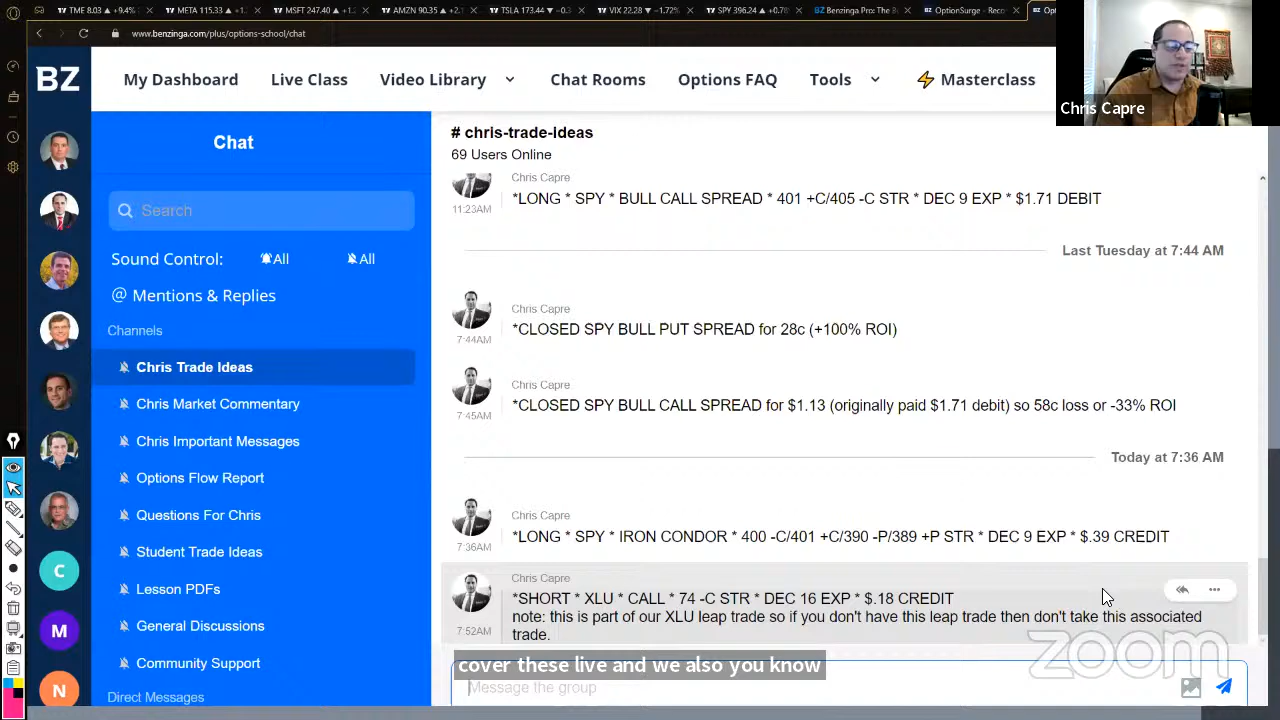 TME 8.03 ▲ +9.4%
META 115.33 ▲ +1
MSFT 247.40 ▲ +1.
AMZN 90.35 ▲ +2.
TSLA 173.44 ▼ −0.
VIX 22.28 ▼ −1.72%
SPY 396.24 ▲ +0.78
Benzinga Pro: The B
OptionSurge - Reco
www.benzinga.com/plus/options-school/chat
BZ
My Dashboard
Live Class
Video Library
Chat Rooms
Options FAQ
Tools
Masterclass
Chris Capre
Chat
Search
Sound Control:
All
All
@ Mentions & Replies
Channels
Chris Trade Ideas
Chris Market Commentary
Chris Important Messages
Options Flow Report
Questions For Chris
Student Trade Ideas
Lesson PDFs
General Discussions
Community Support
Direct Messages
C
M
N
# chris-trade-ideas
69 Users Online
Chris Capre
11:23AM
*LONG * SPY * BULL CALL SPREAD * 401 +C/405 -C STR * DEC 9 EXP * $1.71 DEBIT
Last Tuesday at 7:44 AM
Chris Capre
7:44AM
*CLOSED SPY BULL PUT SPREAD for 28c (+100% ROI)
Chris Capre
7:45AM
*CLOSED SPY BULL CALL SPREAD for $1.13 (originally paid $1.71 debit) so 58c loss or -33% ROI
Today at 7:36 AM
Chris Capre
7:36AM
*LONG * SPY * IRON CONDOR * 400 -C/401 +C/390 -P/389 +P STR * DEC 9 EXP * $.39 CREDIT
Chris Capre
7:52AM
*SHORT * XLU * CALL * 74 -C STR * DEC 16 EXP * $.18 CREDIT
note: this is part of our XLU leap trade so if you don't have this leap trade then don't take this associated
trade.
cover these live and we also you know
Message the group
zoom